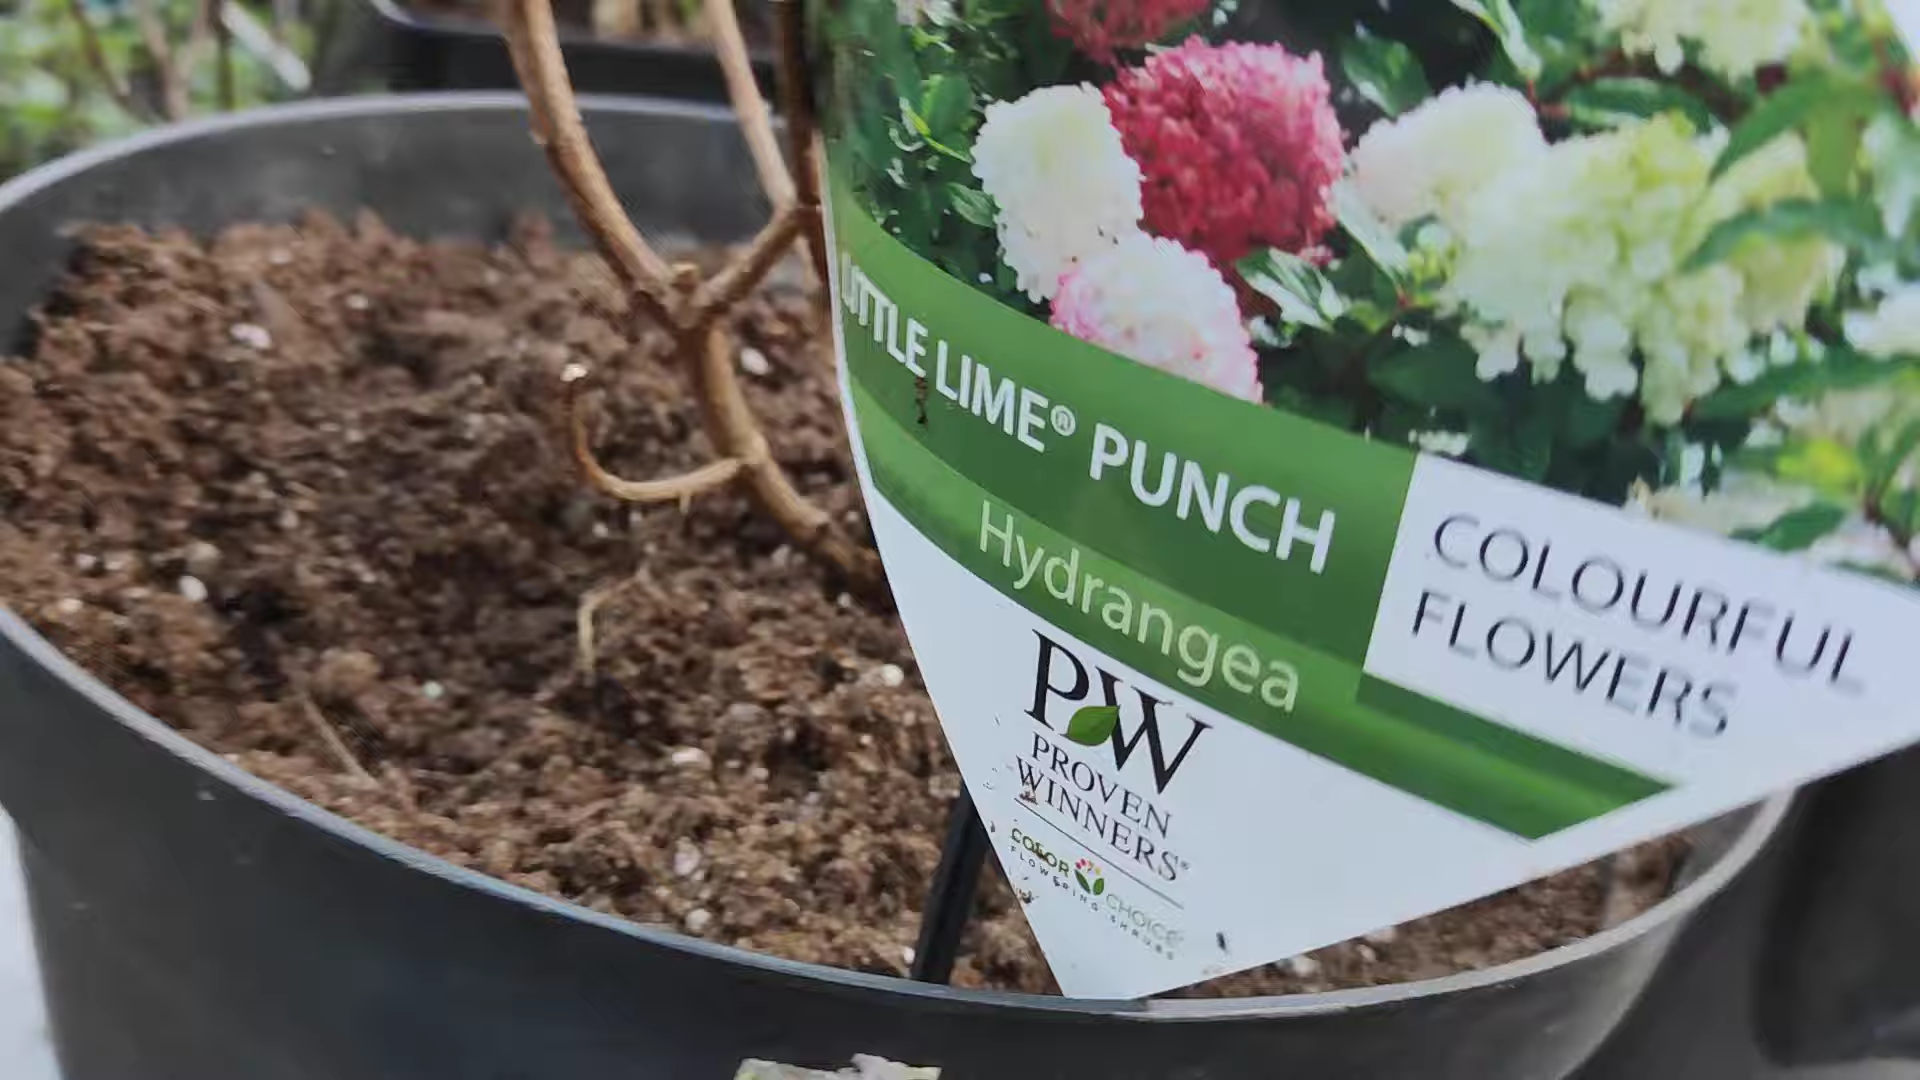 LITTLE LIME® PUNCH
Hydrangea
COLOURFUL
FLOWERS
PW
PROVEN
WINNERS®
COLOR CHOICE
FLOWERING SHRUBS